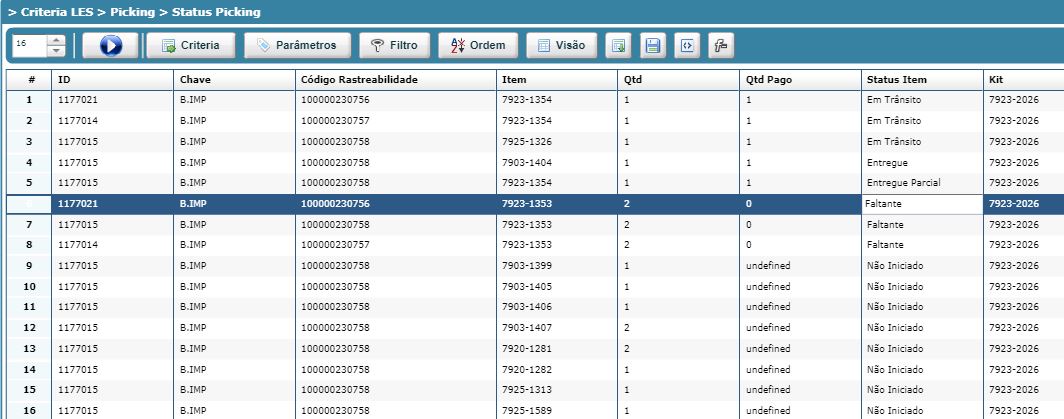 > Criteria LES > Picking > Status Picking
16 Criteria Parâmetros Filtro Ordem Visão
# ID Chave Código Rastreabilidade Item Qtd Qtd Pago Status Item Kit
1 1177021 B.IMP 100000230756 7923-1354 1 1 Em Trânsito 7923-2026
2 1177014 B.IMP 100000230757 7923-1354 1 1 Em Trânsito 7923-2026
3 1177015 B.IMP 100000230758 7925-1326 1 1 Em Trânsito 7923-2026
4 1177015 B.IMP 100000230758 7903-1404 1 1 Entregue 7923-2026
5 1177015 B.IMP 100000230758 7923-1354 1 1 Entregue Parcial 7923-2026
6 1177021 B.IMP 100000230756 7923-1353 2 0 Faltante 7923-2026
7 1177015 B.IMP 100000230758 7923-1353 2 0 Faltante 7923-2026
8 1177014 B.IMP 100000230757 7923-1353 2 0 Faltante 7923-2026
9 1177015 B.IMP 100000230758 7903-1399 1 undefined Não Iniciado 7923-2026
10 1177015 B.IMP 100000230758 7903-1405 1 undefined Não Iniciado 7923-2026
11 1177015 B.IMP 100000230758 7903-1406 1 undefined Não Iniciado 7923-2026
12 1177015 B.IMP 100000230758 7903-1407 2 undefined Não Iniciado 7923-2026
13 1177015 B.IMP 100000230758 7920-1281 2 undefined Não Iniciado 7923-2026
14 1177015 B.IMP 100000230758 7920-1282 1 undefined Não Iniciado 7923-2026
15 1177015 B.IMP 100000230758 7925-1313 1 undefined Não Iniciado 7923-2026
16 1177015 B.IMP 100000230758 7925-1589 1 undefined Não Iniciado 7923-2026